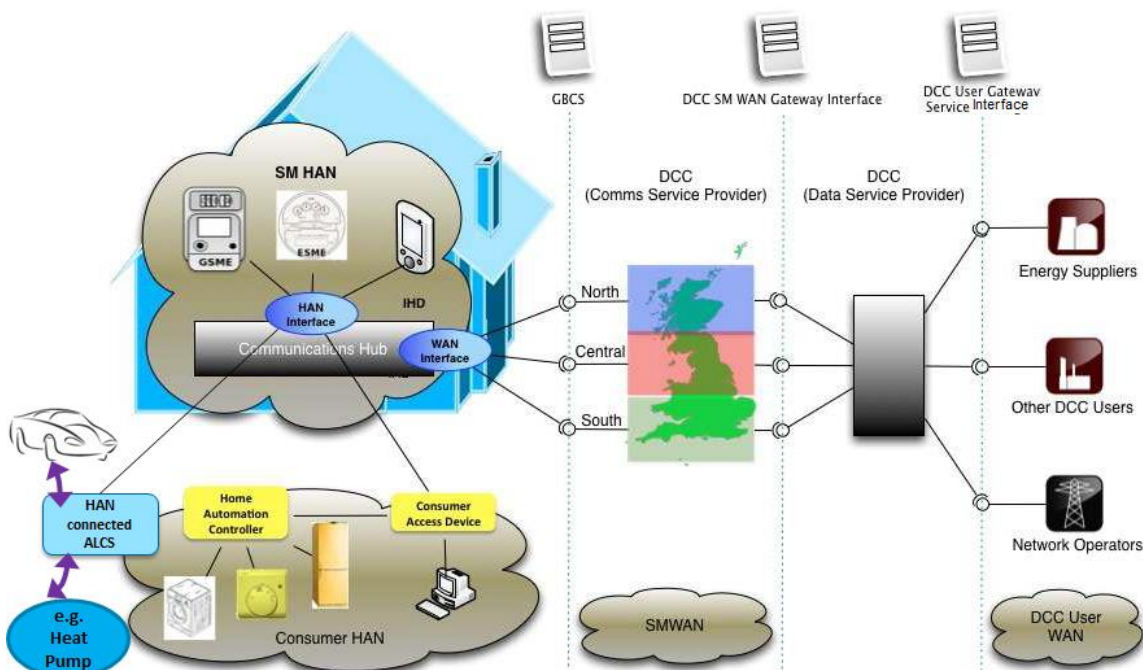 GBCS
DCC SM WAN Gateway Interface
DCC User Gateway
Service Interface
SM HAN
DCC
(Comms Service Provider)
DCC
(Data Service Provider)
GSME
ESME
IHD
HAN
Interface
Communications Hub
WAN
Interface
North
Central
South
Energy Suppliers
Other DCC Users
Network Operators
HAN
connected
ALCS
Home
Automation
Controller
Consumer
Access Device
e.g.
Heat
Pump
Consumer HAN
SMWAN
DCC User
WAN